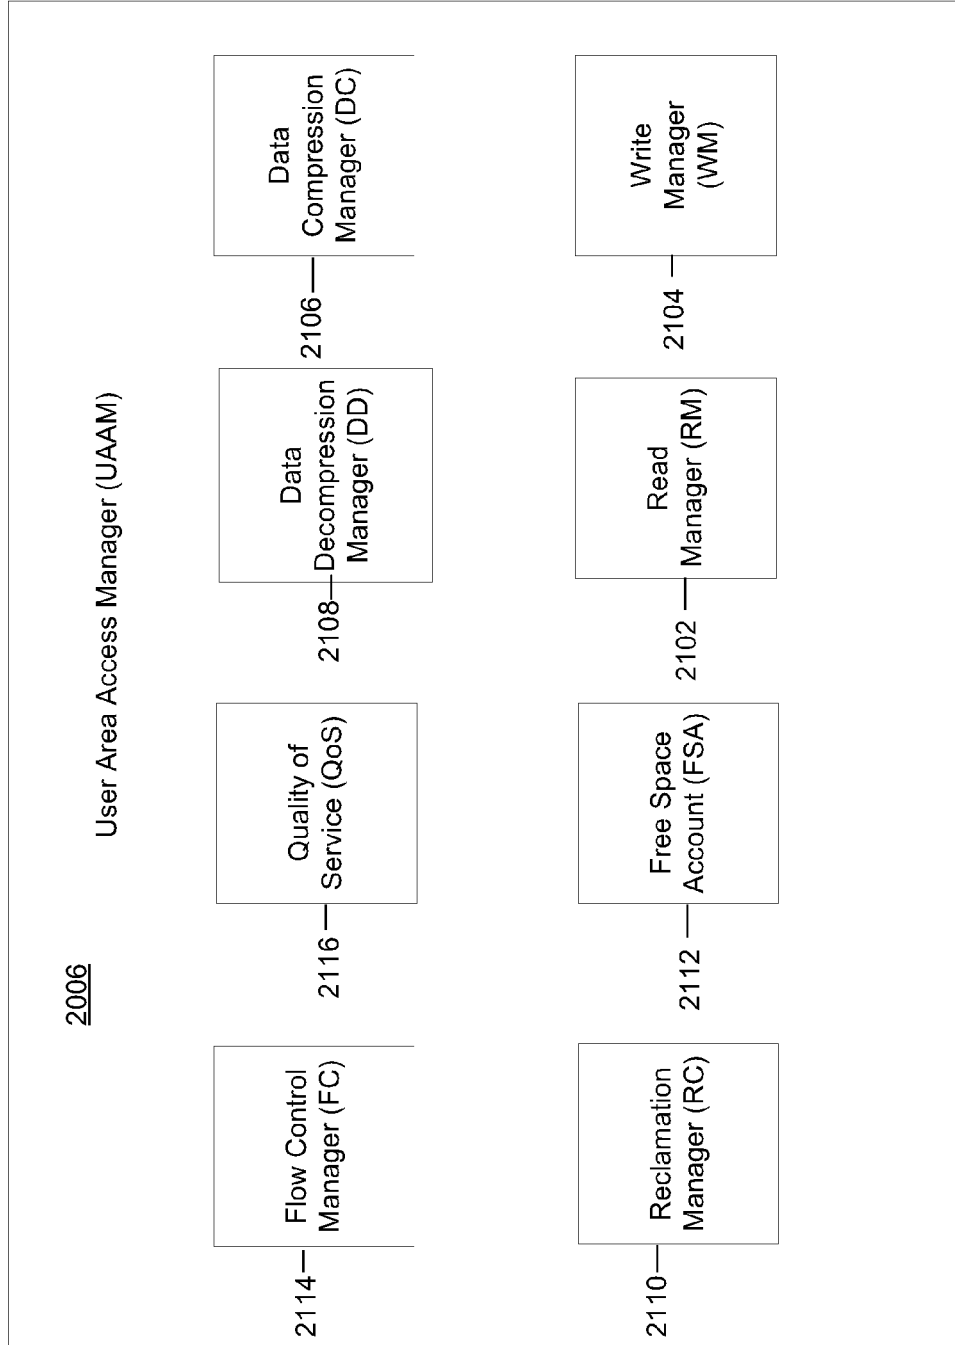 2006
User Area Access Manager (UAAM)
2114
Flow Control
Manager (FC)
2116
Quality of
Service (QoS)
2108
Data
Decompression
Manager (DD)
2106
Data
Compression
Manager (DC)
2110
Reclamation
Manager (RC)
2112
Free Space
Account (FSA)
2102
Read
Manager (RM)
2104
Write
Manager
(WM)